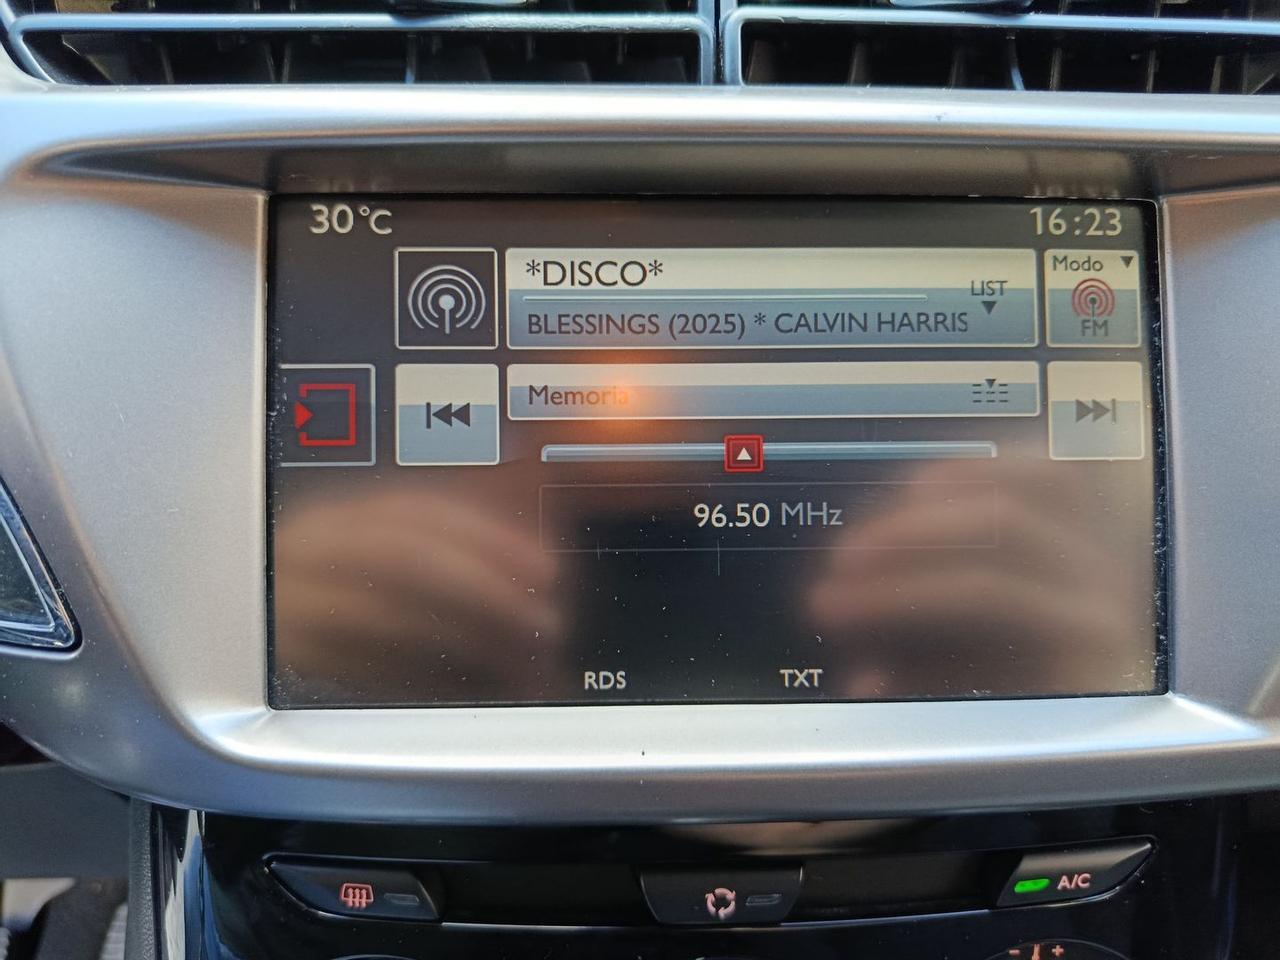 30°C
16:23
*DISCO*
LIST
BLESSINGS (2025) * CALVIN HARRIS
Modo
FM
Memoria
96.50 MHz
RDS
TXT
A/C
- +